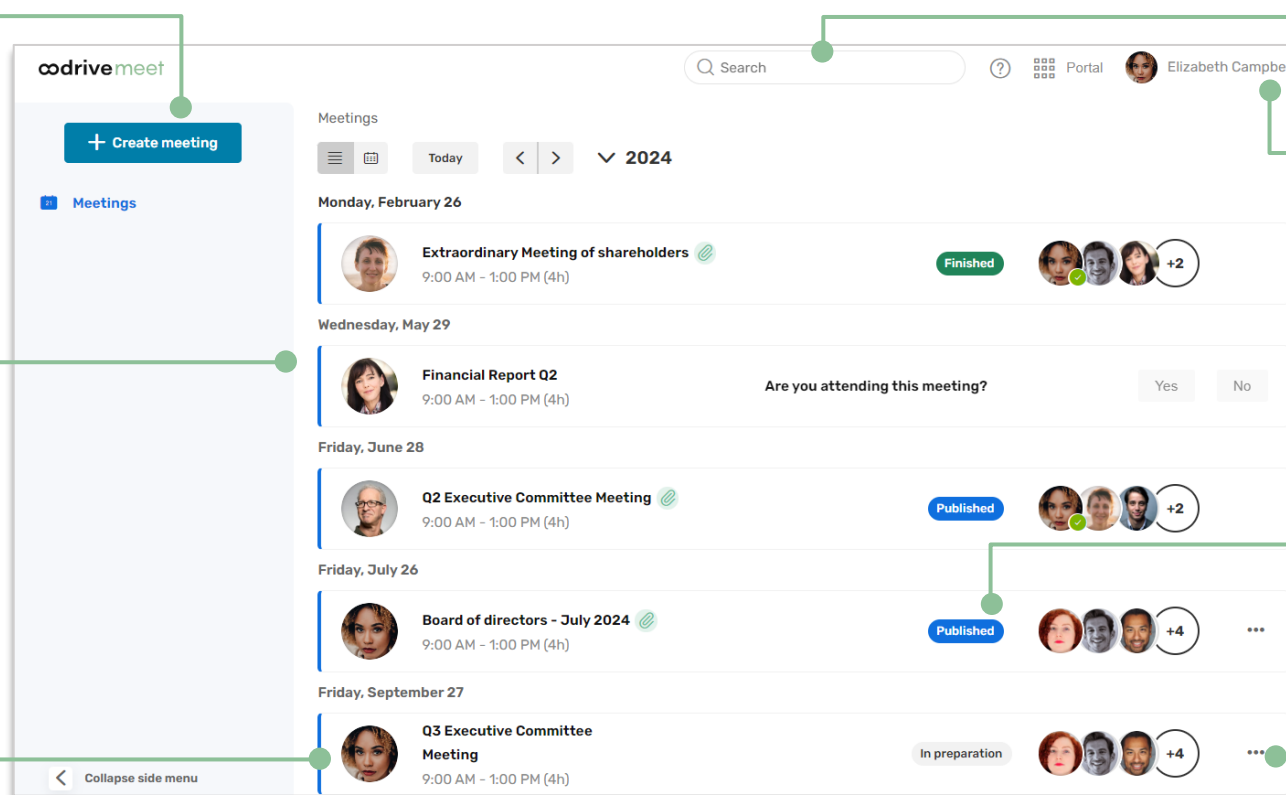 oodrive meet
Search
?
Portal
Elizabeth Campbe
+ Create meeting
Meetings
Today
< >
2024
21
Meetings
Monday, February 26
Extraordinary Meeting of shareholders
9:00 AM - 1:00 PM (4h)
Finished
+2
Wednesday, May 29
Financial Report Q2
9:00 AM - 1:00 PM (4h)
Are you attending this meeting?
Yes
No
Friday, June 28
Q2 Executive Committee Meeting
9:00 AM - 1:00 PM (4h)
Published
+2
Friday, July 26
Board of directors - July 2024
9:00 AM - 1:00 PM (4h)
Published
+4
Friday, September 27
Q3 Executive Committee
Meeting
9:00 AM - 1:00 PM (4h)
In preparation
+4
Collapse side menu